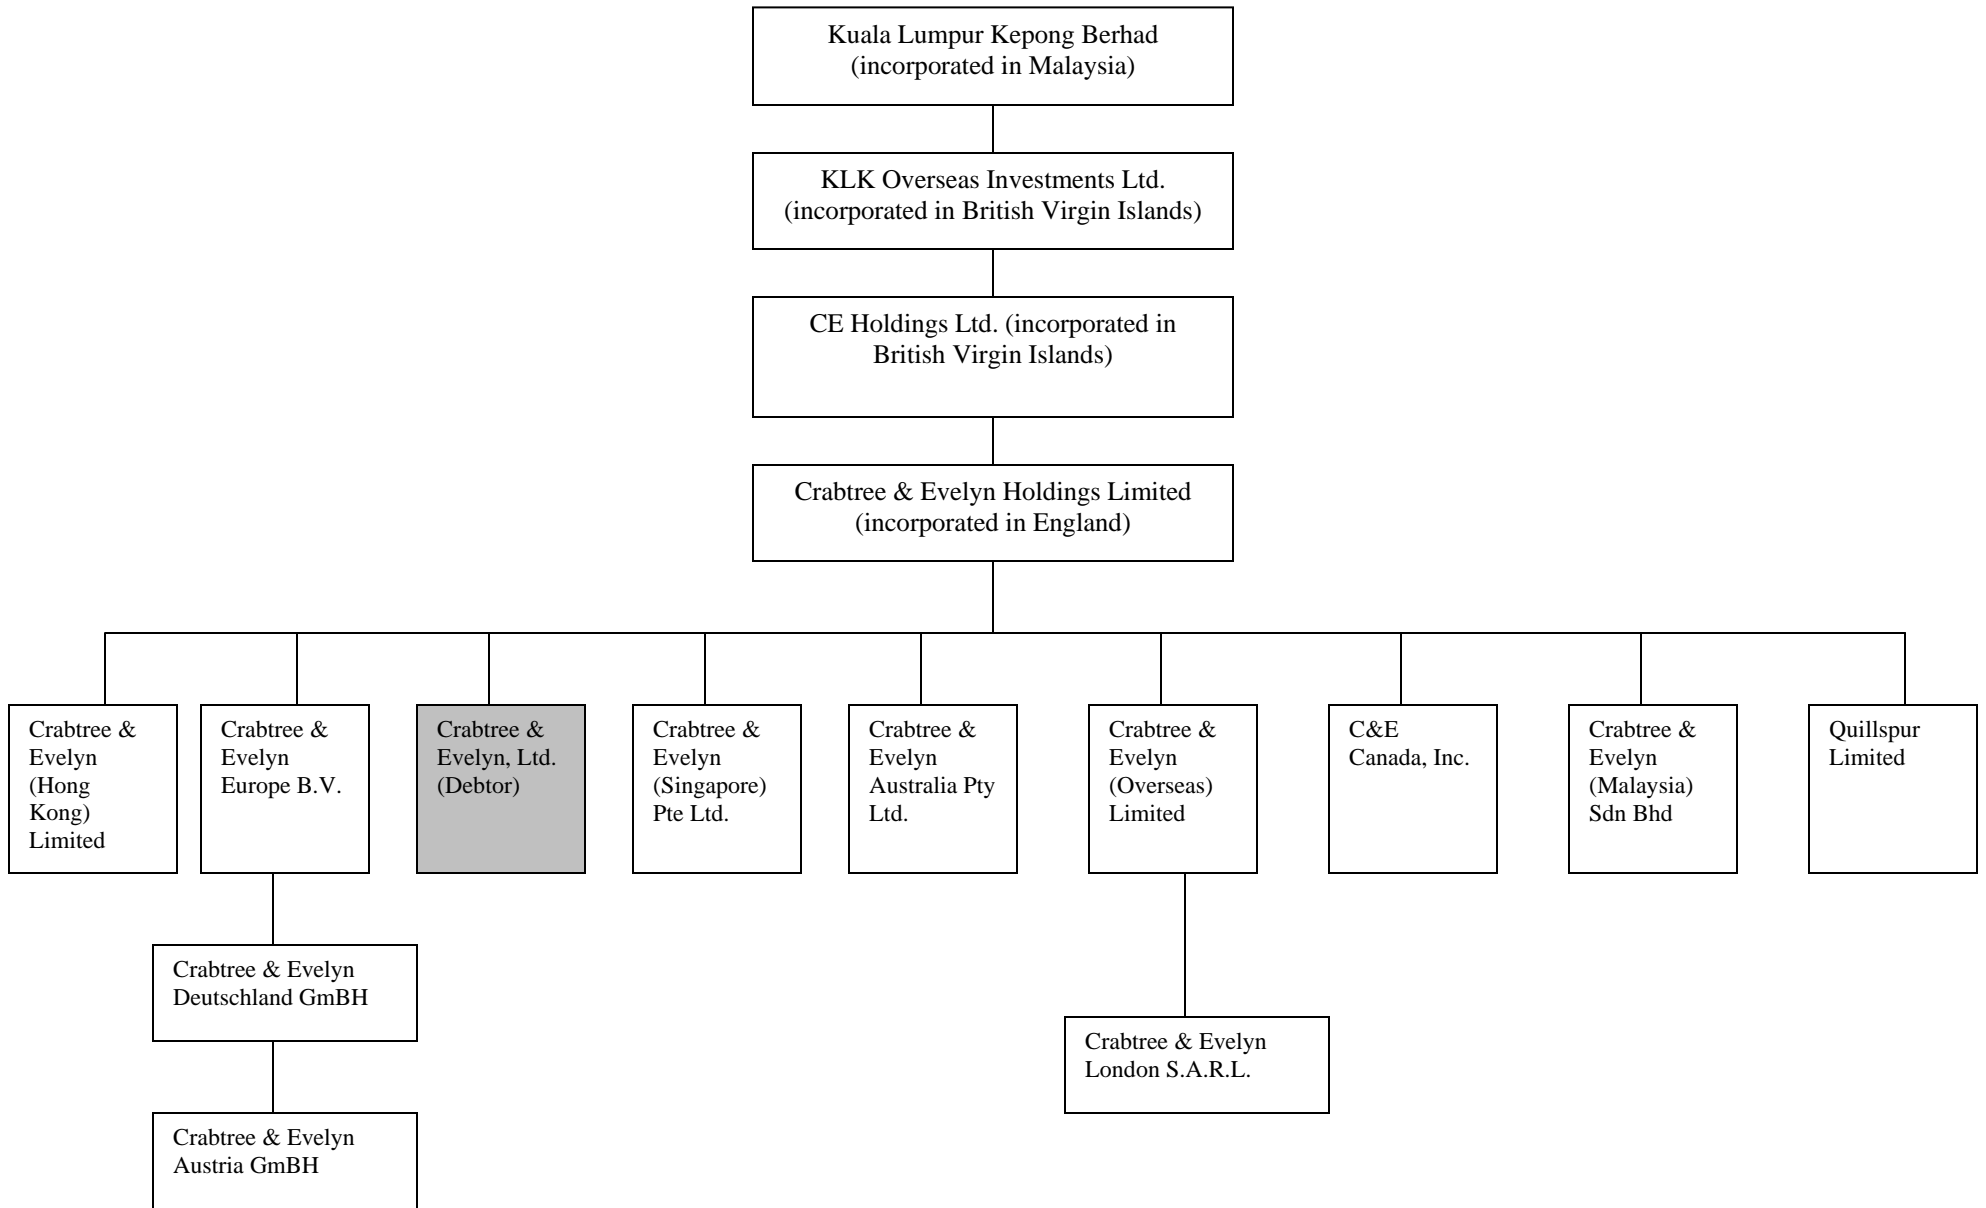 Kuala Lumpur Kepong Berhad
(incorporated in Malaysia)
KLK Overseas Investments Ltd.
(incorporated in British Virgin Islands)
CE Holdings Ltd. (incorporated in
British Virgin Islands)
Crabtree & Evelyn Holdings Limited
(incorporated in England)
Crabtree &
Evelyn
(Hong
Kong)
Limited
Crabtree &
Evelyn
Europe B.V.
Crabtree &
Evelyn, Ltd.
(Debtor)
Crabtree &
Evelyn
(Singapore)
Pte Ltd.
Crabtree &
Evelyn
Australia Pty
Ltd.
Crabtree &
Evelyn
(Overseas)
Limited
C&E
Canada, Inc.
Crabtree &
Evelyn
(Malaysia)
Sdn Bhd
Quillspur
Limited
Crabtree & Evelyn
Deutschland GmBH
Crabtree & Evelyn
London S.A.R.L.
Crabtree & Evelyn
Austria GmBH